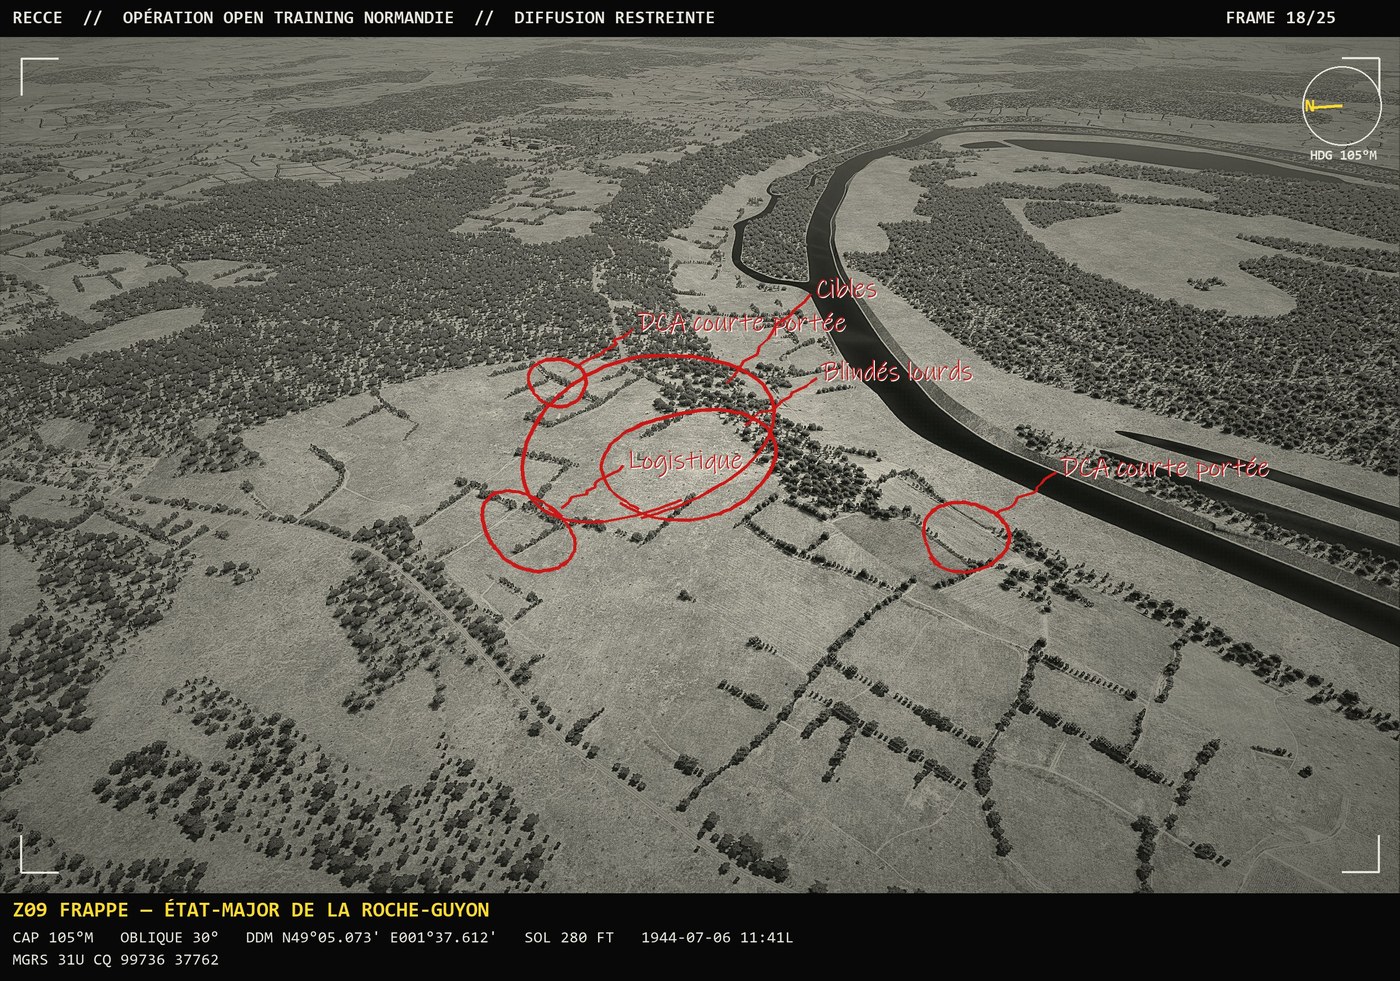 RECCE // OPÉRATION OPEN TRAINING NORMANDIE // DIFFUSION RESTREINTE FRAME 18/25
N
HDG 105°M
Cibles
DCA courte portée
Blindés lourds
Logistique
DCA courte portée
Z09 FRAPPE — ÉTAT-MAJOR DE LA ROCHE-GUYON
CAP 105°M OBLIQUE 30° DDM N49°05.073' E001°37.612' SOL 280 FT 1944-07-06 11:41L
MGRS 31U CQ 99736 37762